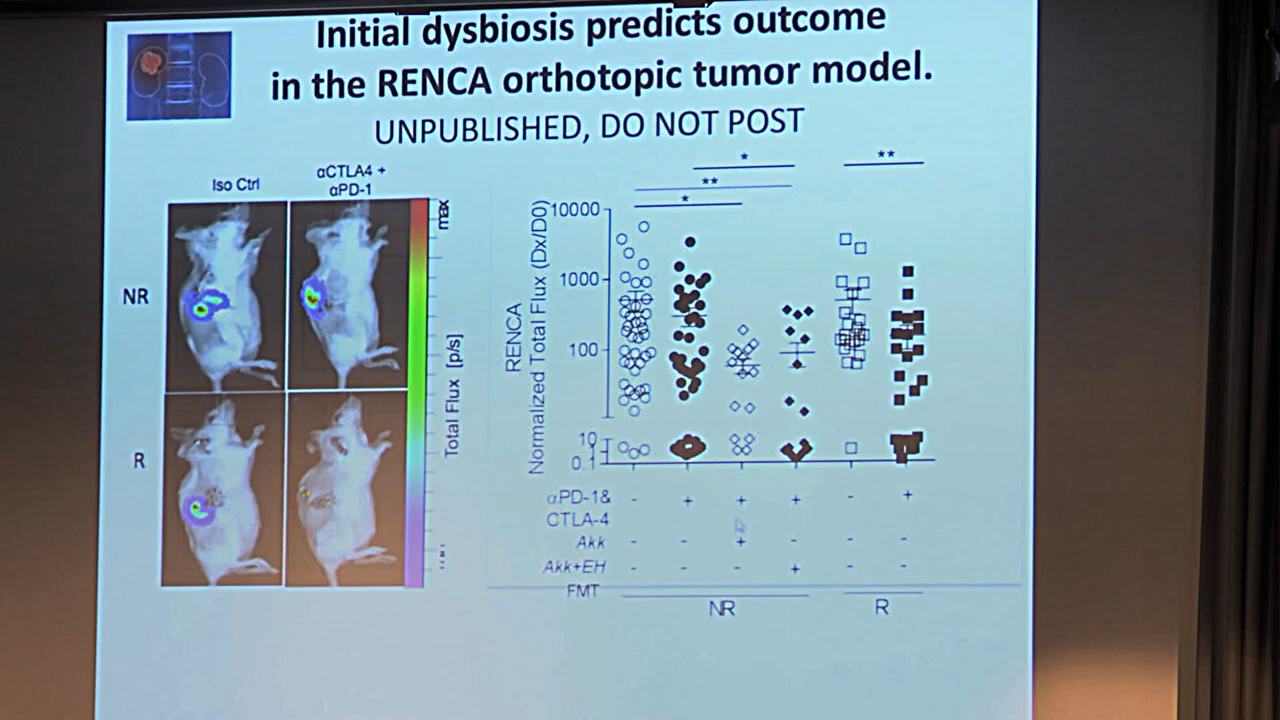 Initial dysbiosis predicts outcome
in the RENCA orthotopic tumor model.
UNPUBLISHED, DO NOT POST
Iso Ctrl
αCTLA4 +
αPD-1
NR
R
max
Total Flux [p/s]
* ** * **
RENCA
Normalized Total Flux (Dx/D0)
10000
1000
100
10
1
0.1
αPD-1& - + + + - +
CTLA-4
Akk - - + - - -
Akk+EH - - - + - -
FMT
NR R